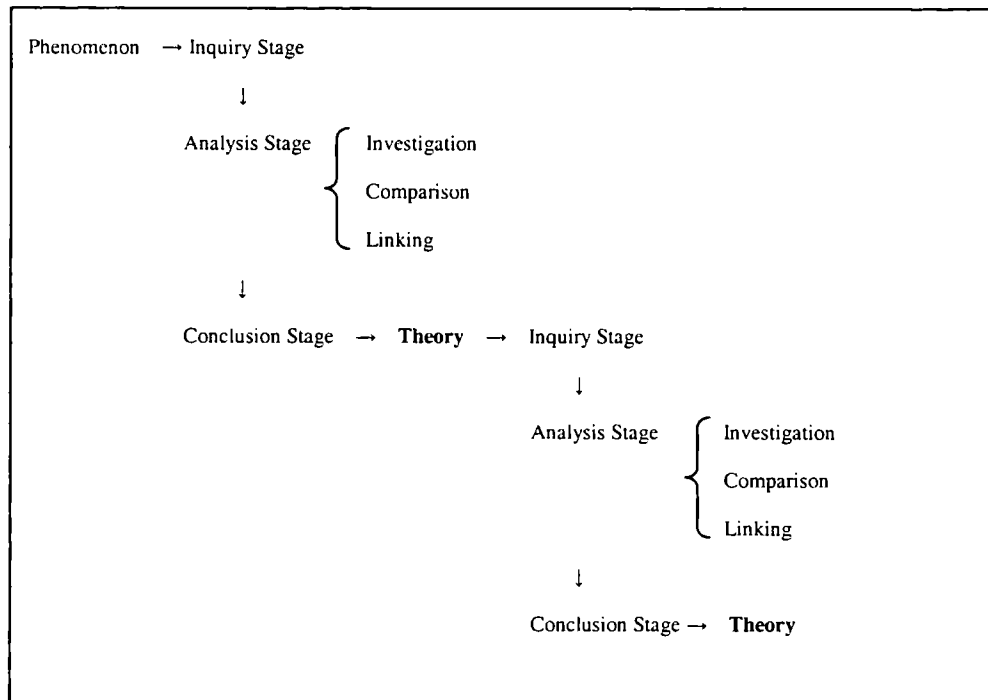 Phenomenon → Inquiry Stage
↓
Analysis Stage { Investigation
Comparison
Linking
↓
Conclusion Stage → Theory → Inquiry Stage
↓
Analysis Stage { Investigation
Comparison
Linking
↓
Conclusion Stage → Theory